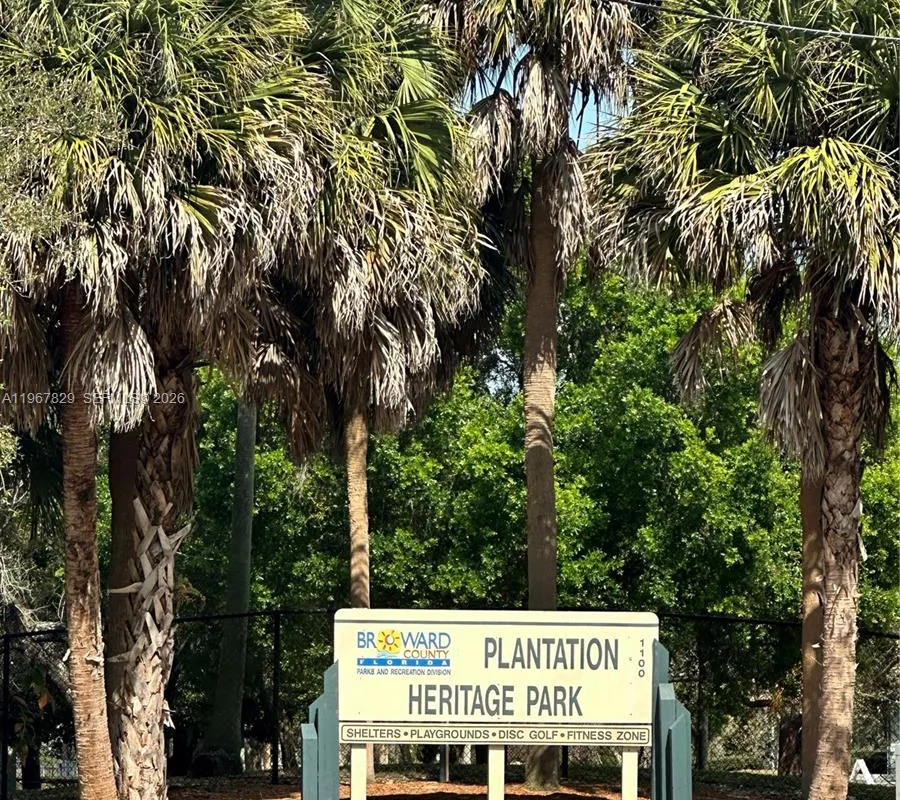 A11967829 SEFMIAMLS 2026
BROWARD
COUNTY
FLORIDA
PARKS AND RECREATION DIVISION
PLANTATION
1100
HERITAGE PARK
SHELTERS • PLAYGROUNDS • DISC GOLF • FITNESS ZONE